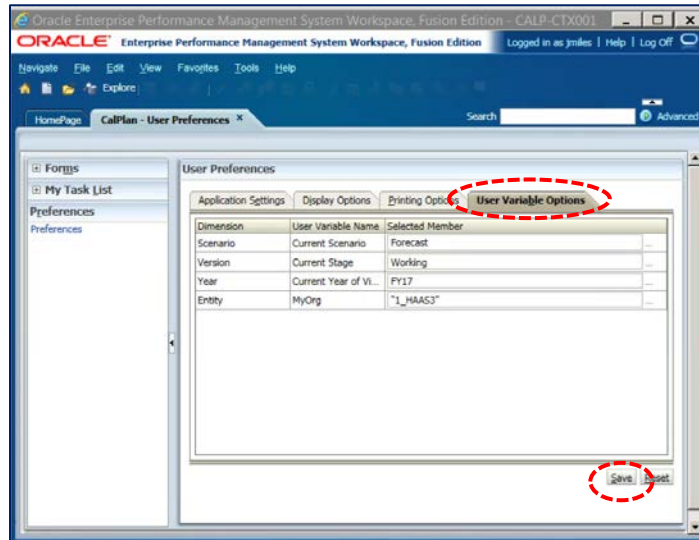 Oracle Enterprise Performance Management System Workspace, Fusion Edition - CALP-CTX001
ORACLE Enterprise Performance Management System Workspace, Fusion Edition Logged in as jmiles | Help | Log Off
Navigate File Edit View Favorites Tools Help
Explore
HomePage CalPlan - User Preferences × Search Advanced
Forms
My Task List
Preferences
Preferences
User Preferences
Application Settings Display Options Printing Options User Variable Options
Dimension User Variable Name Selected Member
Scenario Current Scenario Forecast ...
Version Current Stage Working ...
Year Current Year of Vi... FY17 ...
Entity MyOrg "1_HAAS3" ...
Save Reset